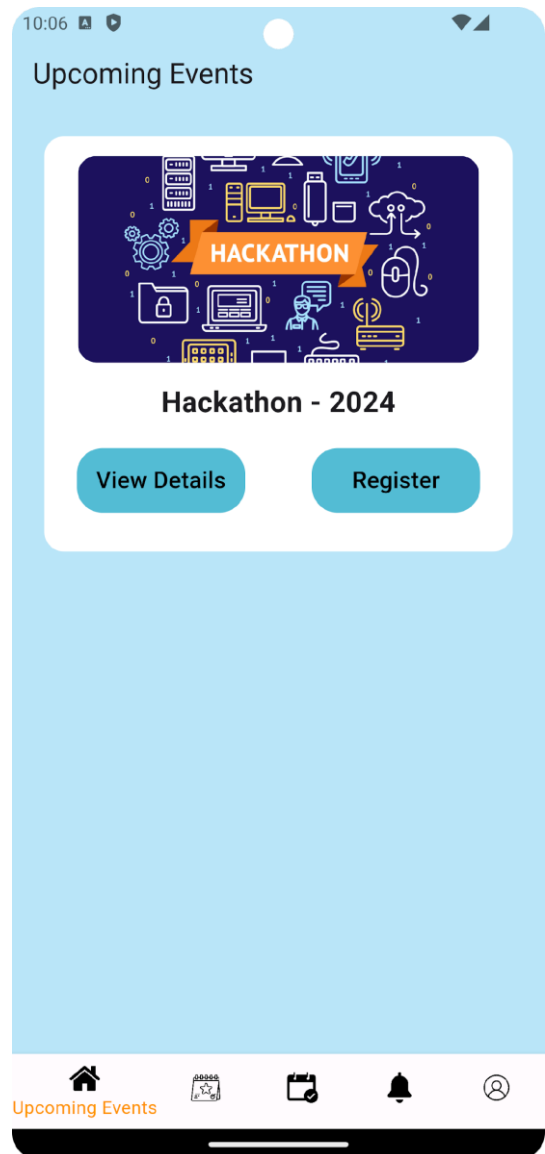 10:06
Upcoming Events
HACKATHON
Hackathon - 2024
View Details
Register
Upcoming Events